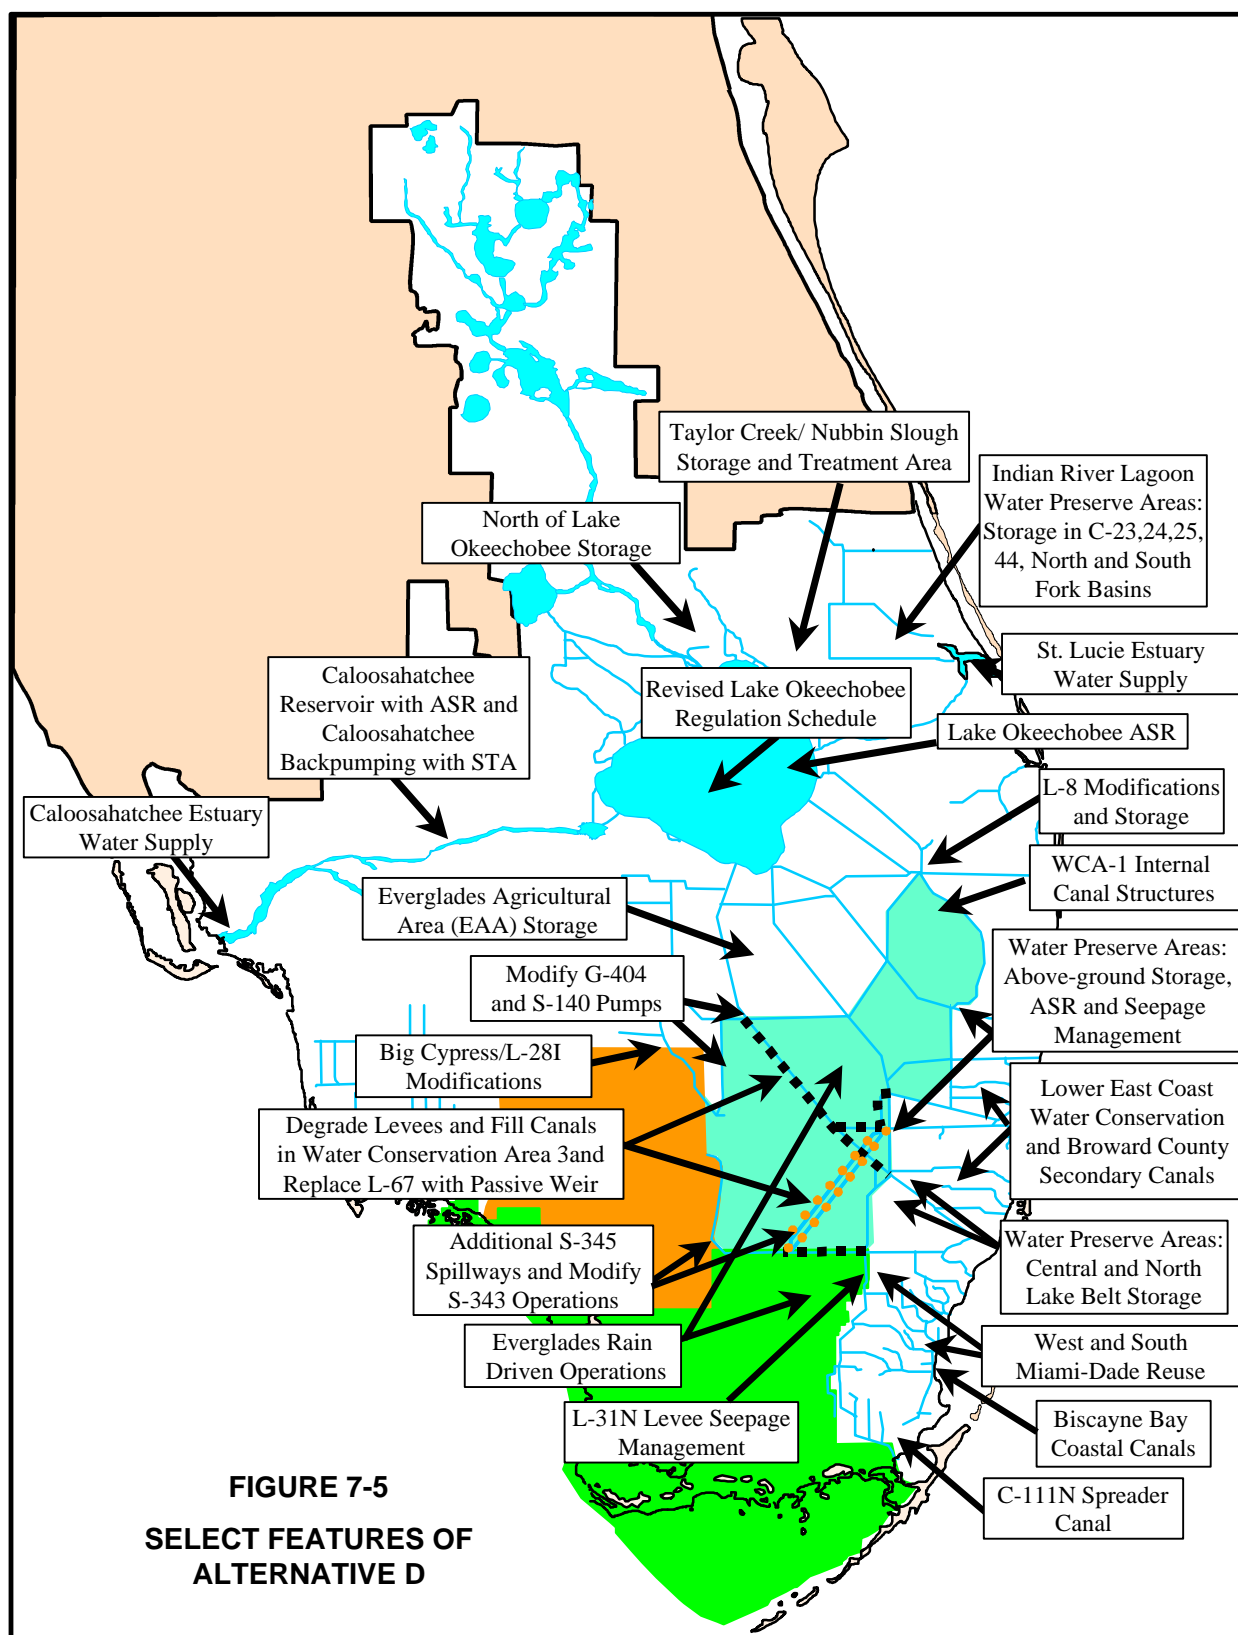 Taylor Creek/ Nubbin Slough
Storage and Treatment Area
Indian River Lagoon
Water Preserve Areas:
Storage in C-23,24,25,
44, North and South
Fork Basins
North of Lake
Okeechobee Storage
St. Lucie Estuary
Water Supply
Caloosahatchee
Reservoir with ASR and
Caloosahatchee
Backpumping with STA
Revised Lake Okeechobee
Regulation Schedule
Lake Okeechobee ASR
L-8 Modifications
and Storage
Caloosahatchee Estuary
Water Supply
WCA-1 Internal
Canal Structures
Everglades Agricultural
Area (EAA) Storage
Water Preserve Areas:
Above-ground Storage,
ASR and Seepage
Management
Modify G-404
and S-140 Pumps
Big Cypress/L-28I
Modifications
Lower East Coast
Water Conservation
and Broward County
Secondary Canals
Degrade Levees and Fill Canals
in Water Conservation Area 3and
Replace L-67 with Passive Weir
Additional S-345
Spillways and Modify
S-343 Operations
Water Preserve Areas:
Central and North
Lake Belt Storage
Everglades Rain
Driven Operations
West and South
Miami-Dade Reuse
L-31N Levee Seepage
Management
Biscayne Bay
Coastal Canals
C-111N Spreader
Canal
FIGURE 7-5
SELECT FEATURES OF
ALTERNATIVE D